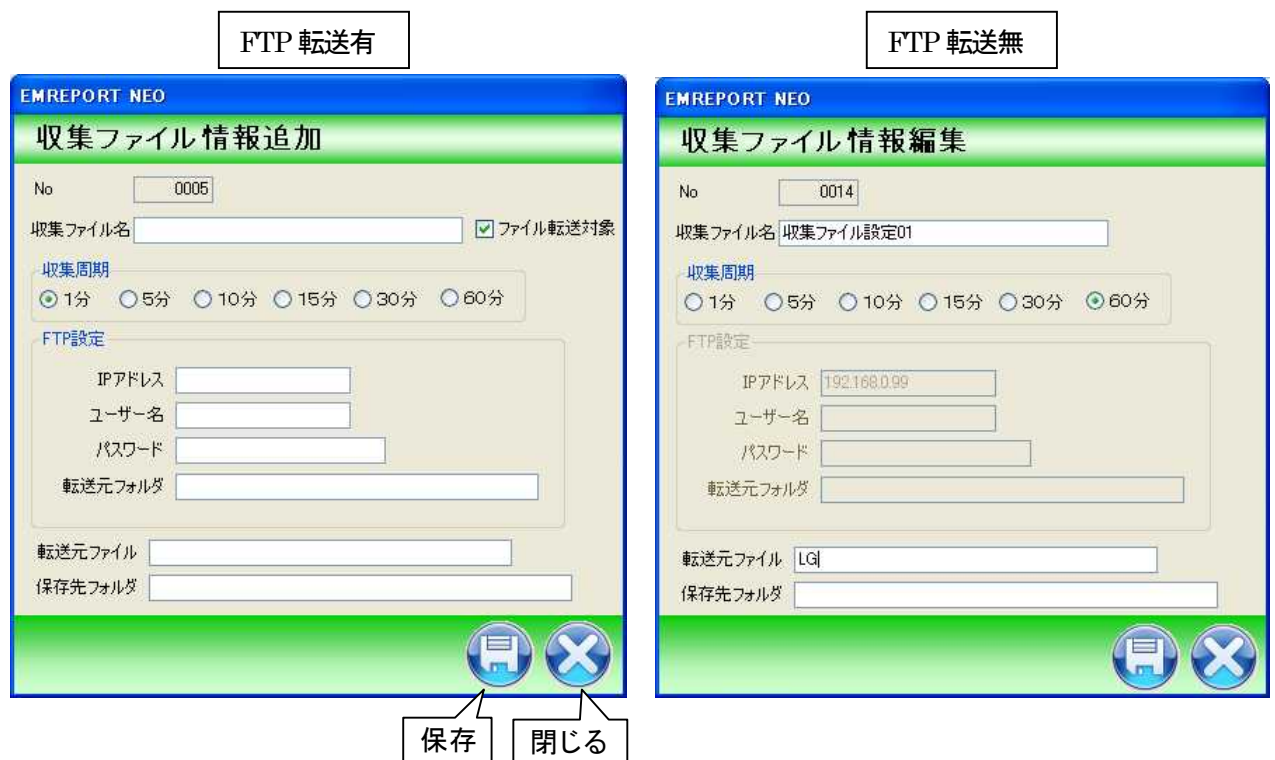 FTP 転送有
EMREPORT NEO
収集ファイル情報追加
No 0005
収集ファイル名 ファイル転送対象
収集周期
1分 5分 10分 15分 30分 60分
FTP設定
IPアドレス
ユーザー名
パスワード
転送元フォルダ
転送元ファイル
保存先フォルダ
保存 閉じる
FTP 転送無
EMREPORT NEO
収集ファイル情報編集
No 0014
収集ファイル名 収集ファイル設定01
収集周期
1分 5分 10分 15分 30分 60分
FTP設定
IPアドレス 192.168.0.99
ユーザー名
パスワード
転送元フォルダ
転送元ファイル LG
保存先フォルダ